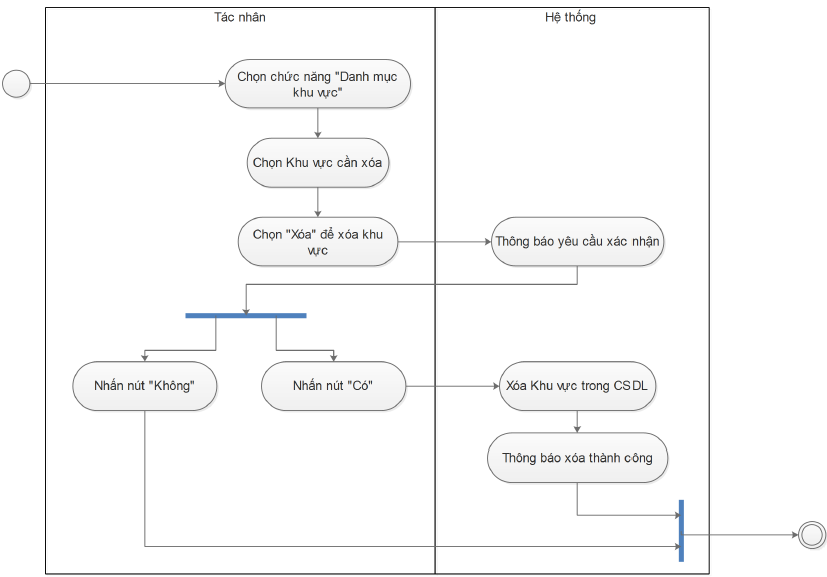 Tác nhân
Hệ thống
Chọn chức năng "Danh mục
khu vực"
Chọn Khu vực cần xóa
Chọn "Xóa" để xóa khu
vực
Thông báo yêu cầu xác nhận
Nhấn nút "Không"
Nhấn nút "Có"
Xóa Khu vực trong CSDL
Thông báo xóa thành công